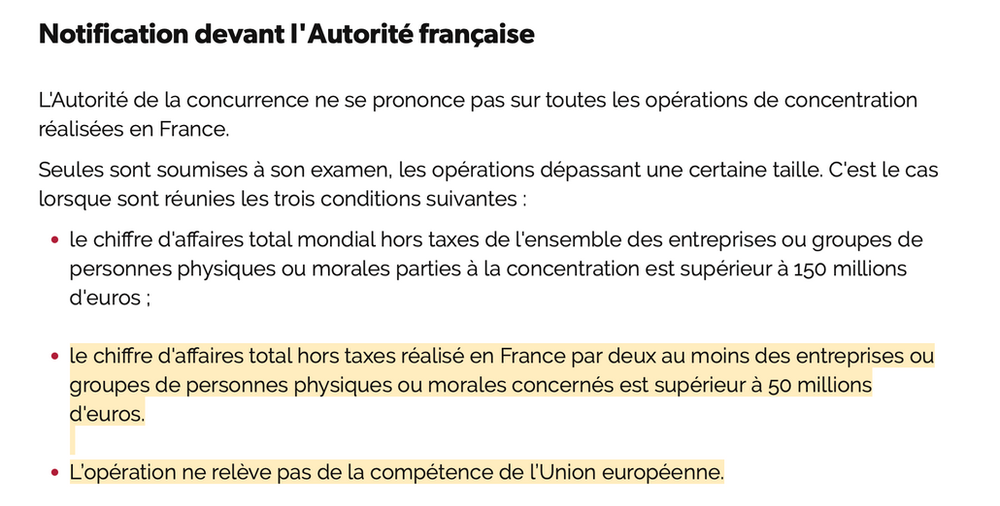 Notification devant l'Autorité française
L'Autorité de la concurrence ne se prononce pas sur toutes les opérations de concentration
réalisées en France.
Seules sont soumises à son examen, les opérations dépassant une certaine taille. C'est le cas
lorsque sont réunies les trois conditions suivantes :
• le chiffre d'affaires total mondial hors taxes de l'ensemble des entreprises ou groupes de
personnes physiques ou morales parties à la concentration est supérieur à 150 millions
d'euros ;
• le chiffre d'affaires total hors taxes réalisé en France par deux au moins des entreprises ou
groupes de personnes physiques ou morales concernés est supérieur à 50 millions
d'euros.
• L'opération ne relève pas de la compétence de l'Union européenne.